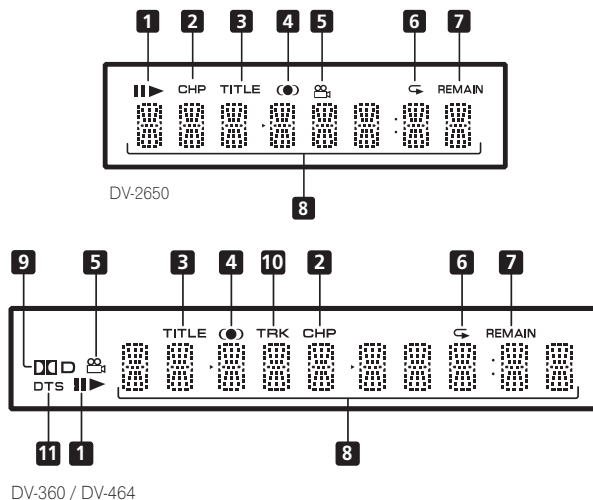 1 2 3 4 5 6 7
CHP TITLE REMAIN
8
DV-2650
9 5 3 4 10 2 6 7
TITLE TRK CHP REMAIN
D
DTS
11 1 8
DV-360 / DV-464